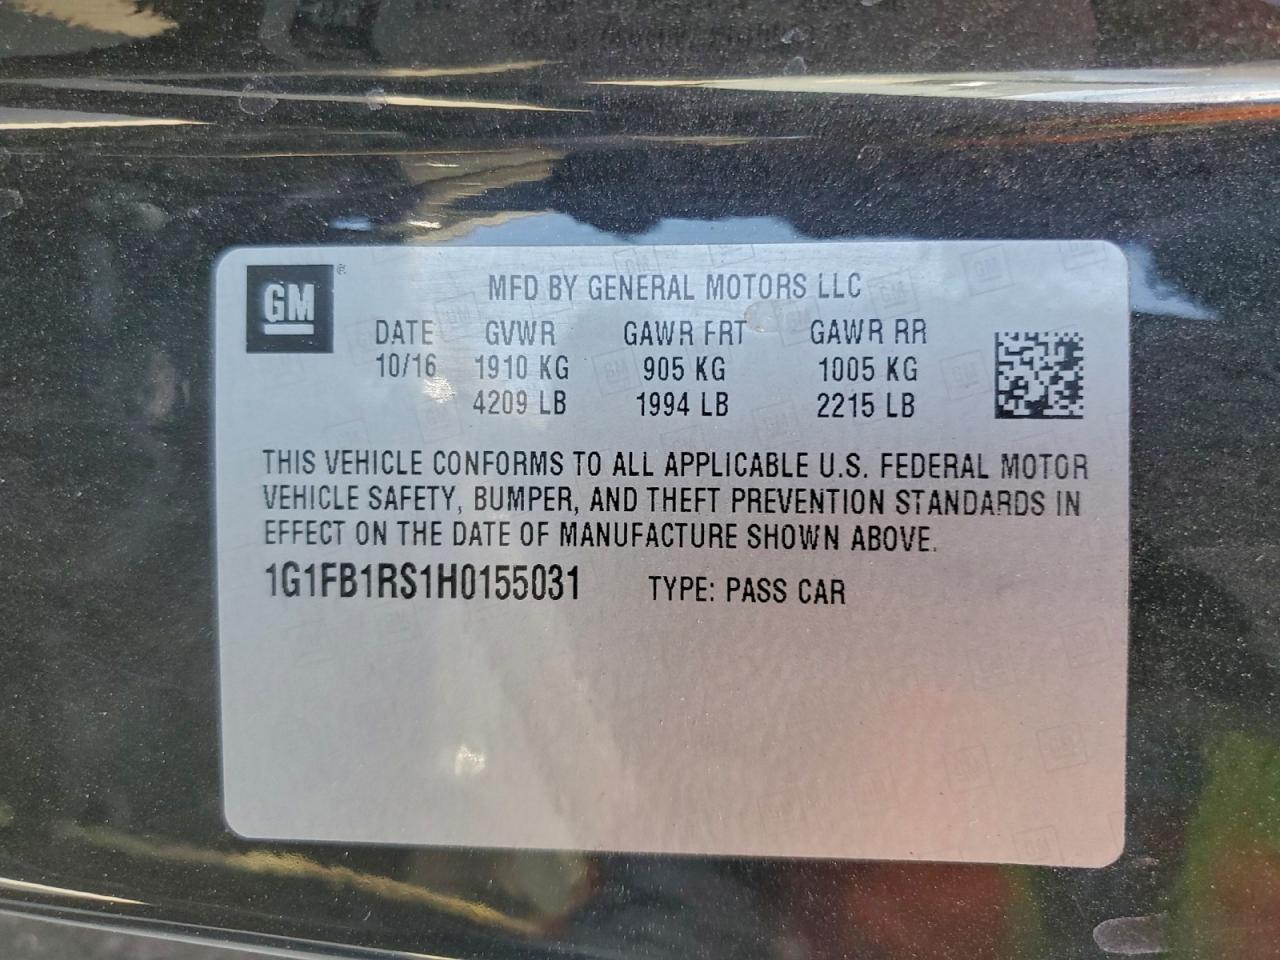 GM ®
MFD BY GENERAL MOTORS LLC
DATE GVWR GAWR FRT GAWR RR
10/16 1910 KG 905 KG 1005 KG
4209 LB 1994 LB 2215 LB
THIS VEHICLE CONFORMS TO ALL APPLICABLE U.S. FEDERAL MOTOR
VEHICLE SAFETY, BUMPER, AND THEFT PREVENTION STANDARDS IN
EFFECT ON THE DATE OF MANUFACTURE SHOWN ABOVE.
1G1FB1RS1H0155031 TYPE: PASS CAR